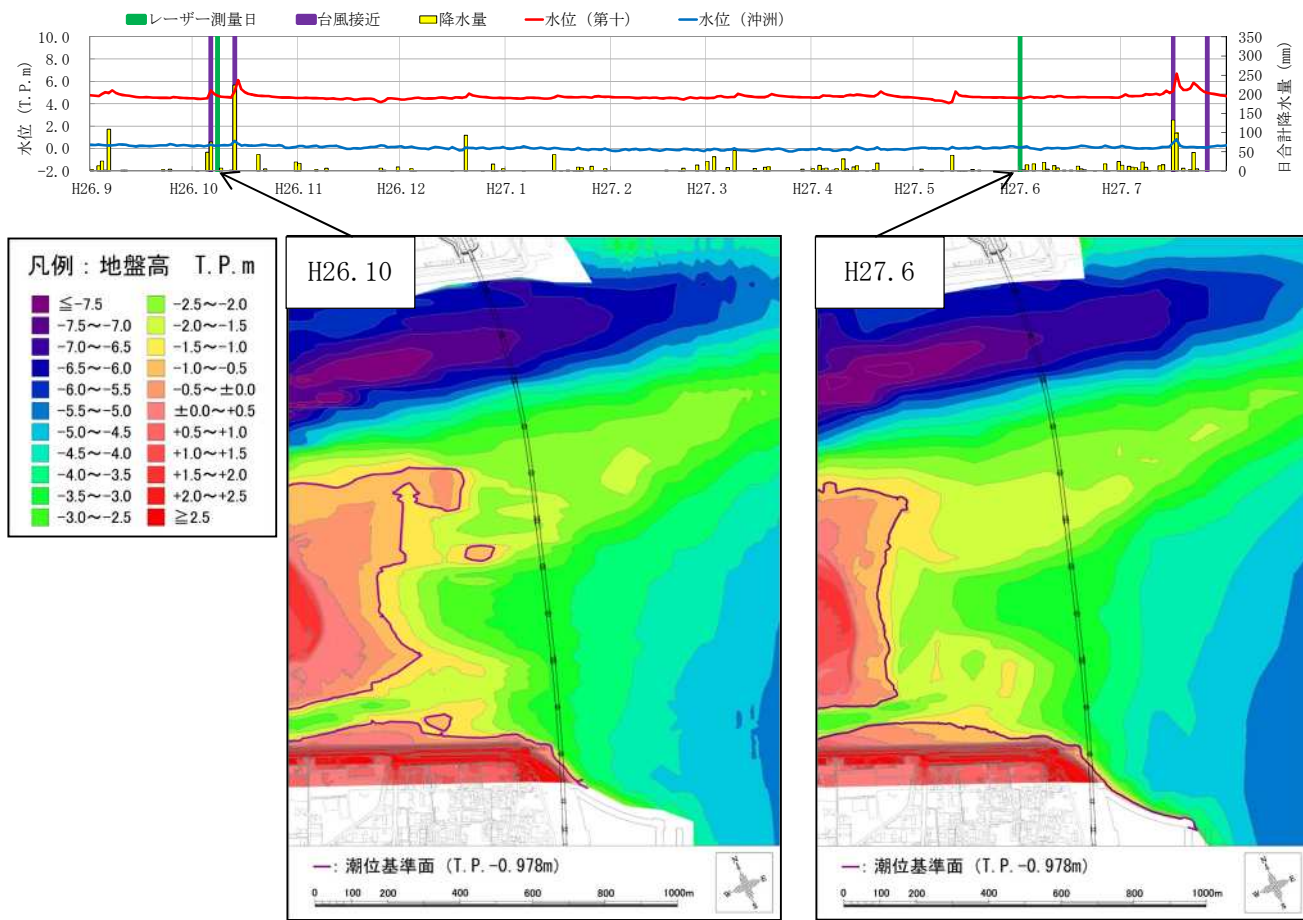 レーザー測量日 台風接近 降水量 水位（第十） 水位（沖洲）
水位（T.P.m）
10.0
8.0
6.0
4.0
2.0
0.0
-2.0
350
300
250
200
150
100
50
0
日合計降水量（mm）
H26.9 H26.10 H26.11 H26.12 H27.1 H27.2 H27.3 H27.4 H27.5 H27.6 H27.7
凡例：地盤高 T.P.m
≦-7.5 -2.5～-2.0
-7.5～-7.0 -2.0～-1.5
-7.0～-6.5 -1.5～-1.0
-6.5～-6.0 -1.0～-0.5
-6.0～-5.5 -0.5～±0.0
-5.5～-5.0 ±0.0～+0.5
-5.0～-4.5 +0.5～+1.0
-4.5～-4.0 +1.0～+1.5
-4.0～-3.5 +1.5～+2.0
-3.5～-3.0 +2.0～+2.5
-3.0～-2.5 ≧2.5
H26.10
―：潮位基準面（T.P.-0.978m）
0 100 200 400 600 800 1000m
N
E
S
W
H27.6
―：潮位基準面（T.P.-0.978m）
0 100 200 400 600 800 1000m
N
E
S
W